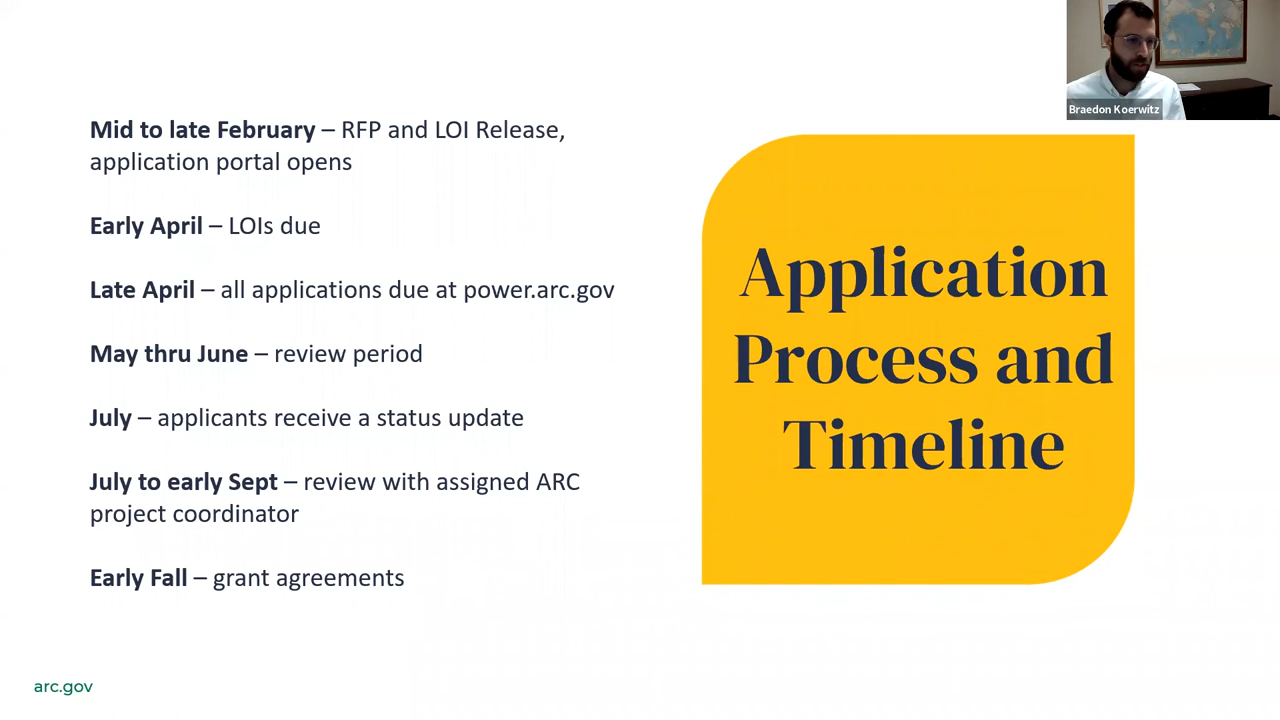 Braedon Koerwitz
Mid to late February – RFP and LOI Release,
application portal opens
Early April – LOIs due
Late April – all applications due at power.arc.gov
May thru June – review period
July – applicants receive a status update
July to early Sept – review with assigned ARC
project coordinator
Early Fall – grant agreements
Application
Process and
Timeline
arc.gov